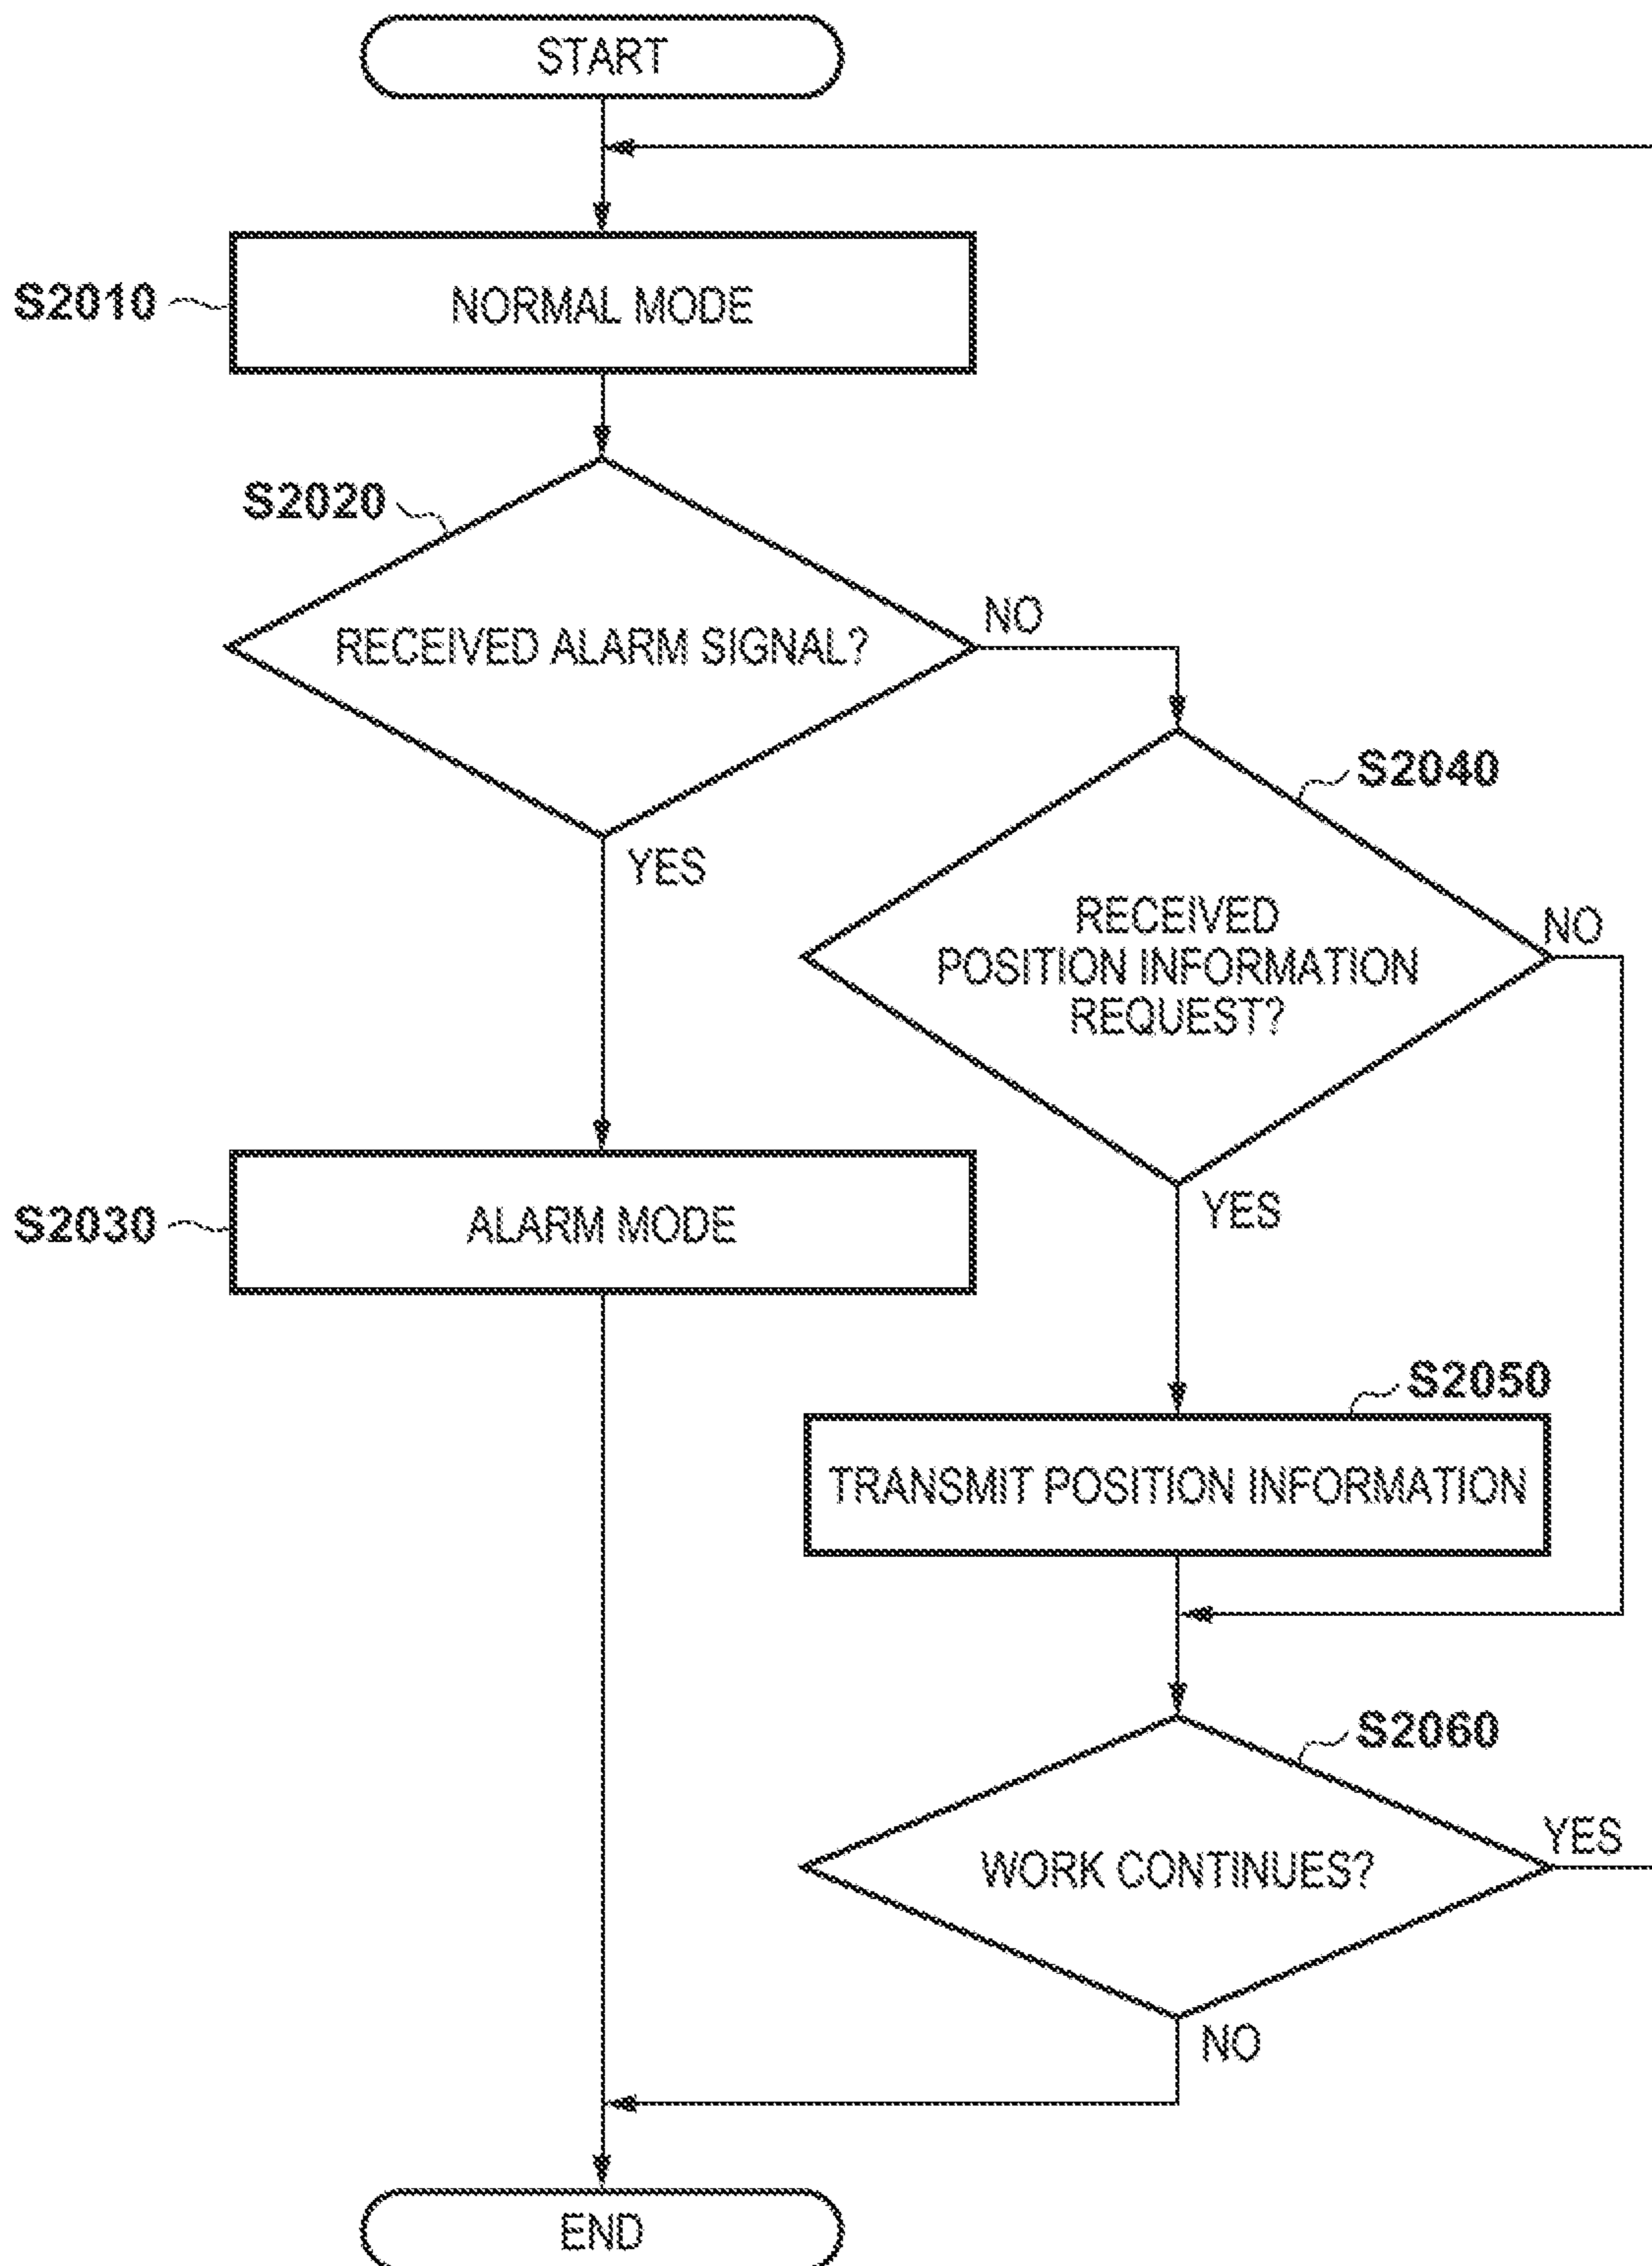 START
S2010
NORMAL MODE
S2020
RECEIVED ALARM SIGNAL?
NO
YES
S2040
RECEIVED
POSITION INFORMATION
REQUEST?
NO
YES
S2030
ALARM MODE
S2050
TRANSMIT POSITION INFORMATION
S2060
WORK CONTINUES?
YES
NO
END